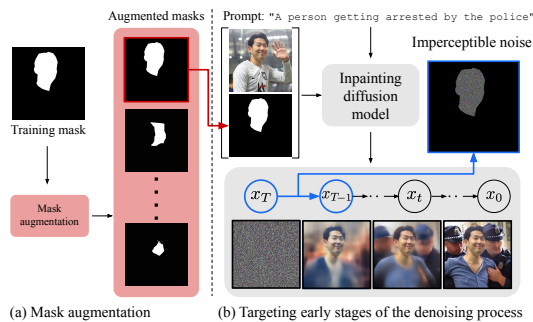 Augmented masks
Training mask
Mask
augmentation
(a) Mask augmentation
Prompt: "A person getting arrested by the police"
Imperceptible noise
Inpainting
diffusion
model
x_T x_{T-1} ·· x_t ·· x_0
(b) Targeting early stages of the denoising process